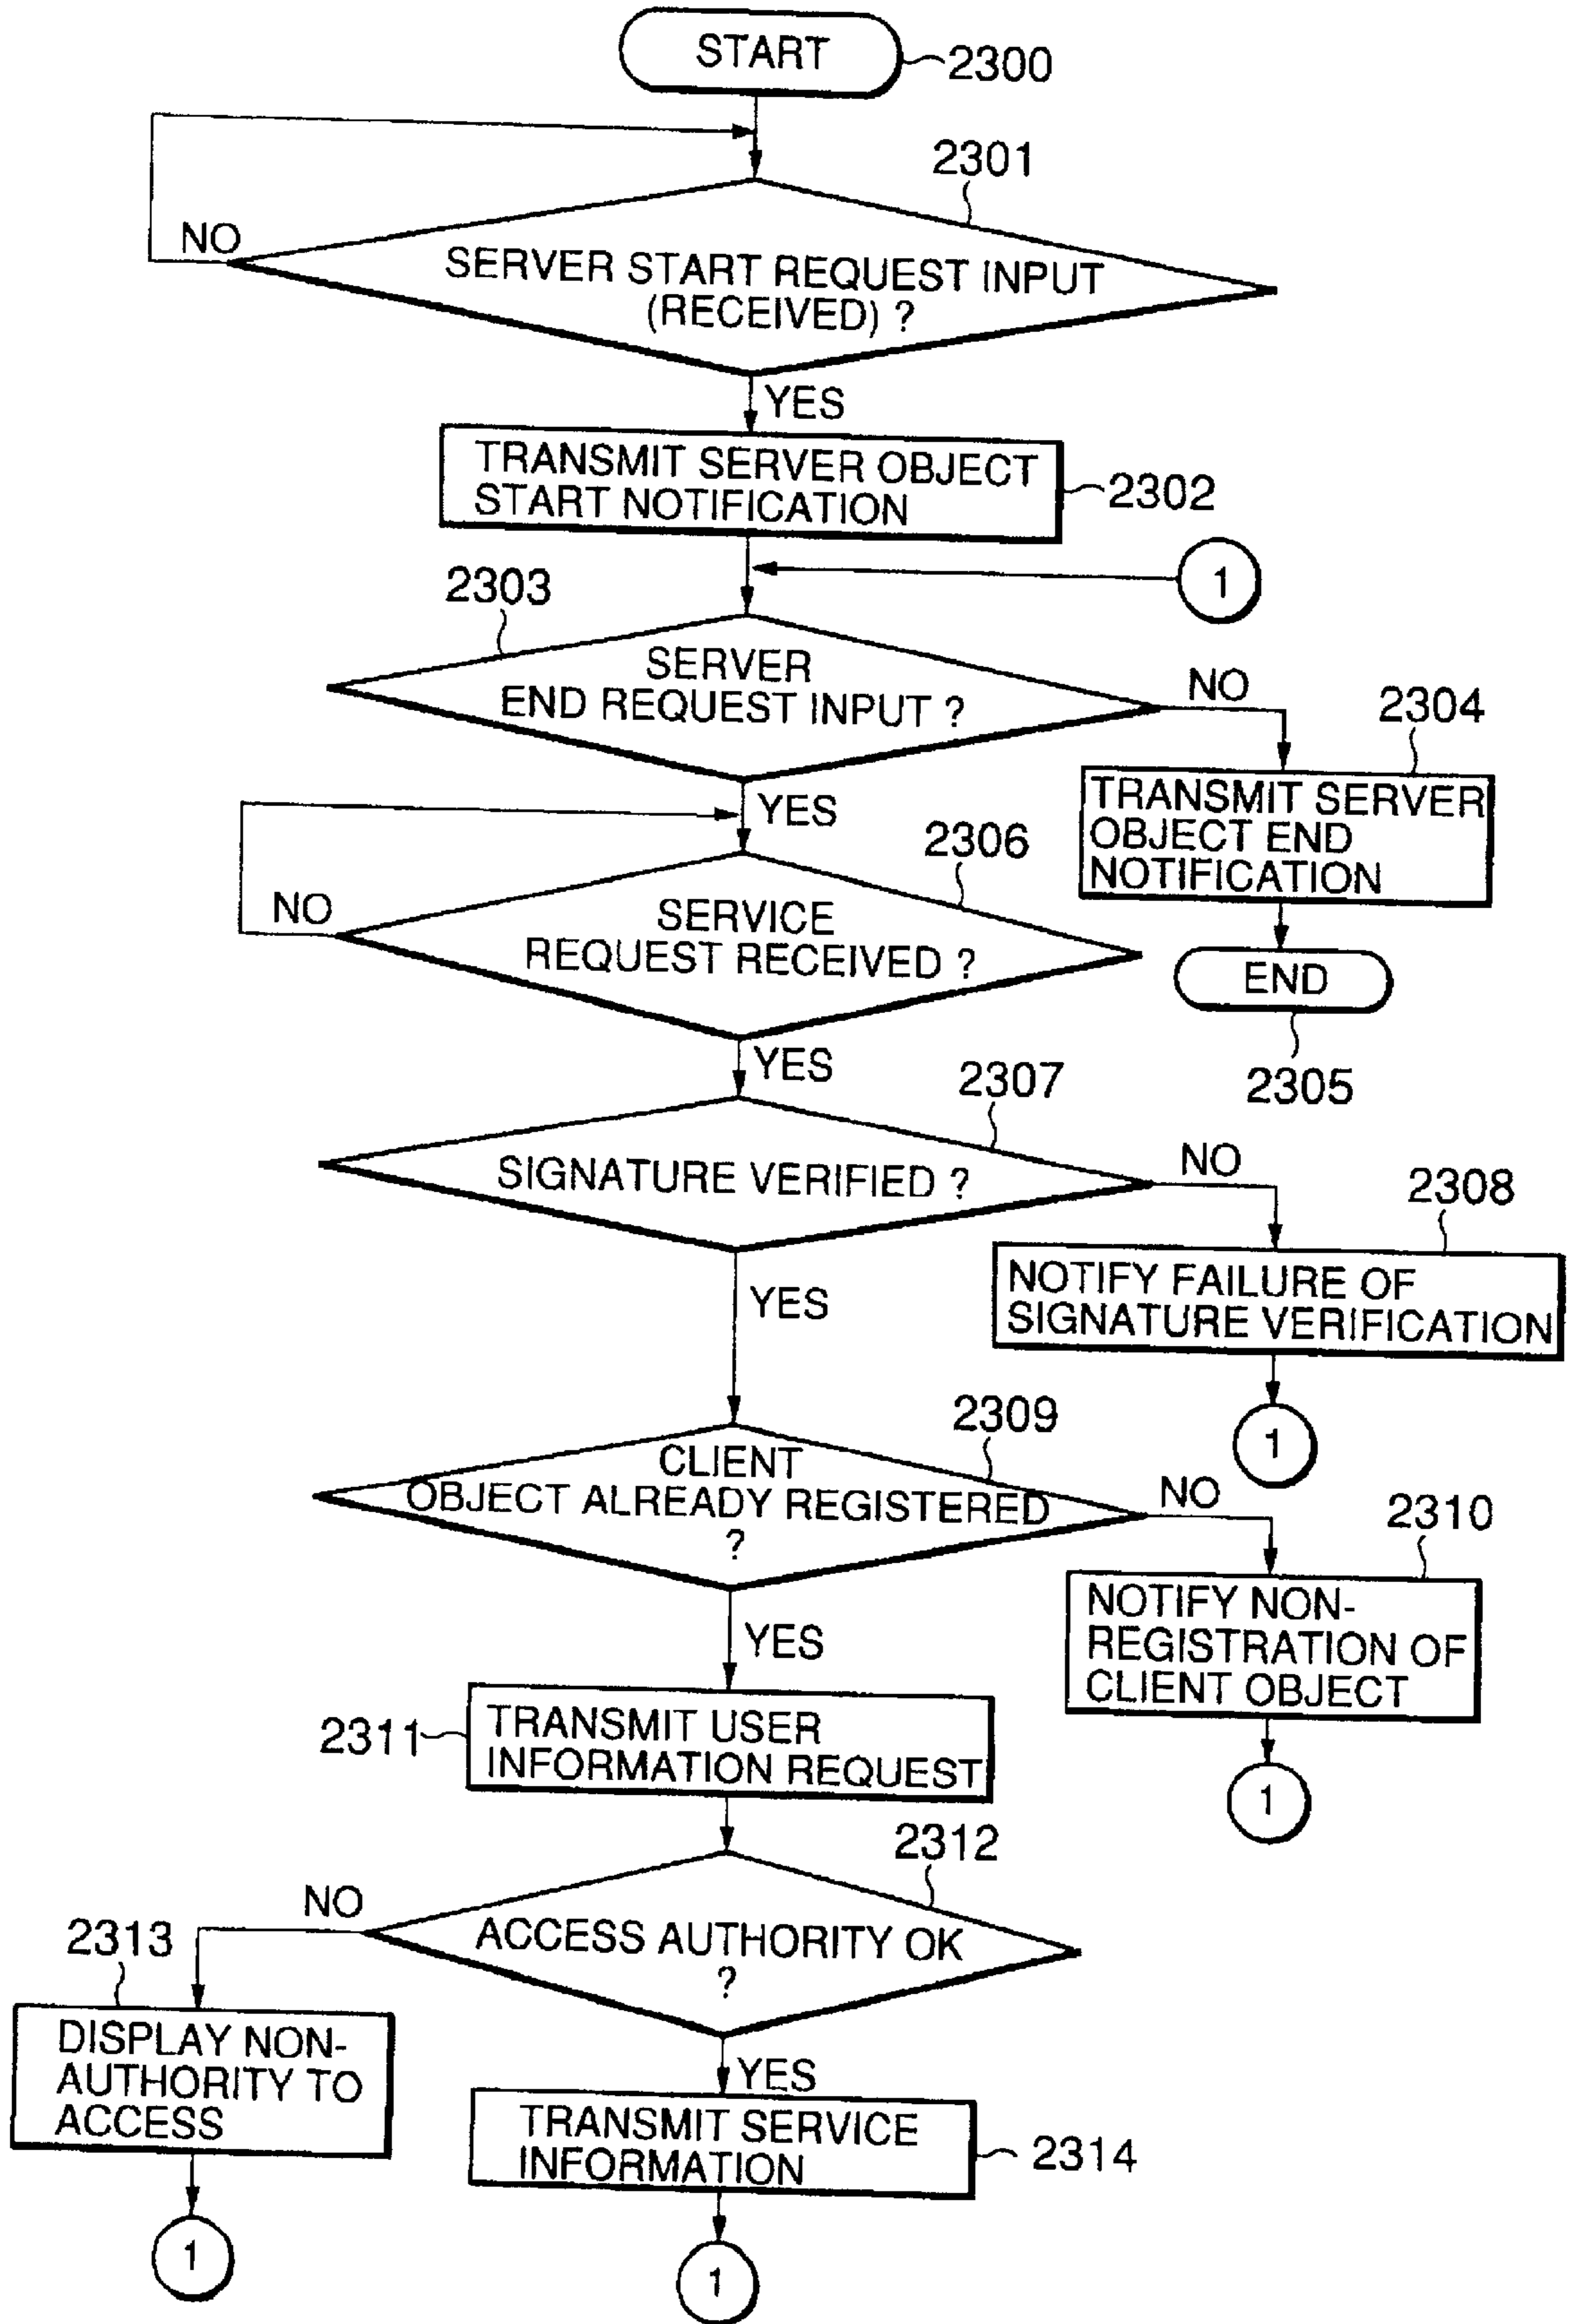 START
2300
2301
NO
SERVER START REQUEST INPUT
(RECEIVED) ?
YES
TRANSMIT SERVER OBJECT
START NOTIFICATION
2302
1
2303
SERVER
END REQUEST INPUT ?
NO
2304
TRANSMIT SERVER
OBJECT END
NOTIFICATION
END
2305
YES
2306
NO
SERVICE
REQUEST RECEIVED ?
YES
2307
SIGNATURE VERIFIED ?
NO
2308
NOTIFY FAILURE OF
SIGNATURE VERIFICATION
1
YES
2309
CLIENT
OBJECT ALREADY REGISTERED
?
NO
2310
NOTIFY NON-
REGISTRATION OF
CLIENT OBJECT
1
YES
2311
TRANSMIT USER
INFORMATION REQUEST
2312
NO
ACCESS AUTHORITY OK
?
2313
DISPLAY NON-
AUTHORITY TO
ACCESS
1
YES
TRANSMIT SERVICE
INFORMATION
2314
1